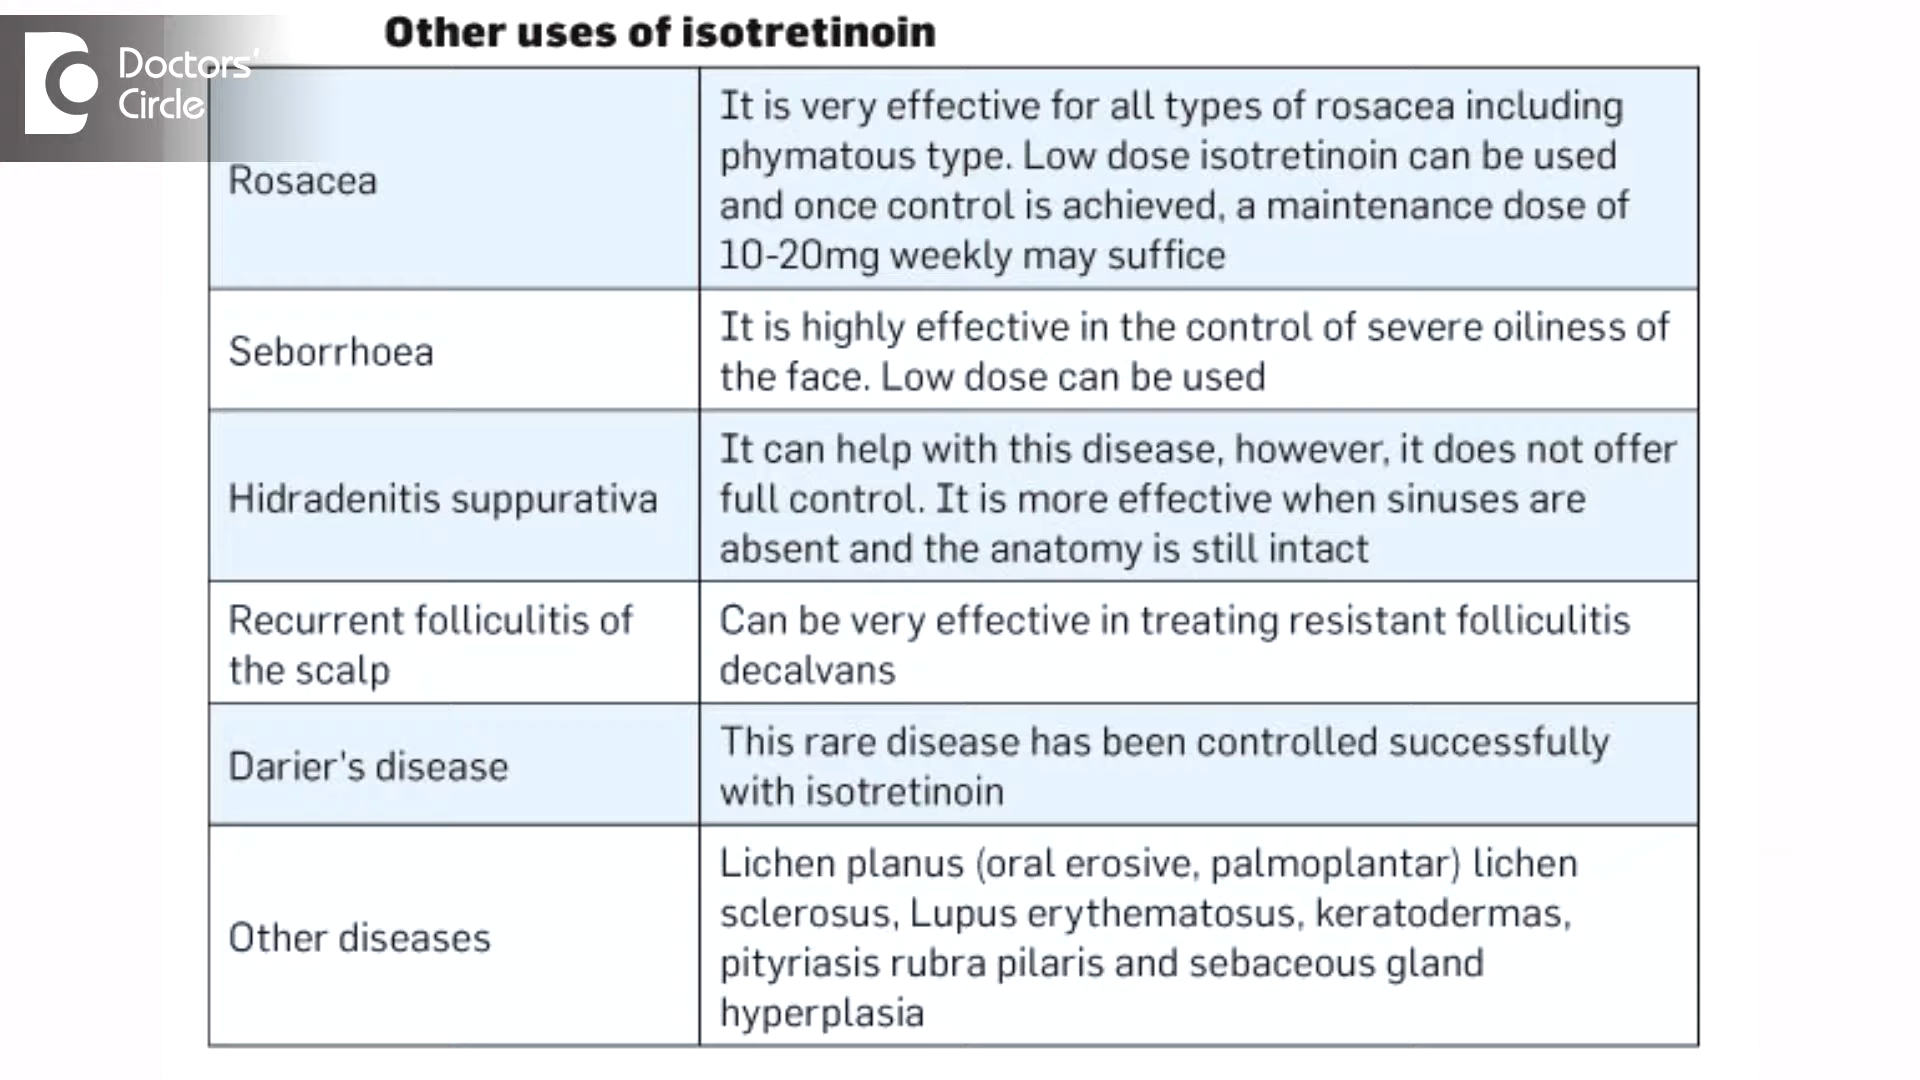 Other uses of isotretinoin
Doctors'
Circle
Rosacea
It is very effective for all types of rosacea including
phymatous type. Low dose isotretinoin can be used
and once control is achieved, a maintenance dose of
10-20mg weekly may suffice
Seborrhoea
It is highly effective in the control of severe oiliness of
the face. Low dose can be used
Hidradenitis suppurativa
It can help with this disease, however, it does not offer
full control. It is more effective when sinuses are
absent and the anatomy is still intact
Recurrent folliculitis of
the scalp
Can be very effective in treating resistant folliculitis
decalvans
Darier's disease
This rare disease has been controlled successfully
with isotretinoin
Other diseases
Lichen planus (oral erosive, palmoplantar) lichen
sclerosus, Lupus erythematosus, keratodermas,
pityriasis rubra pilaris and sebaceous gland
hyperplasia